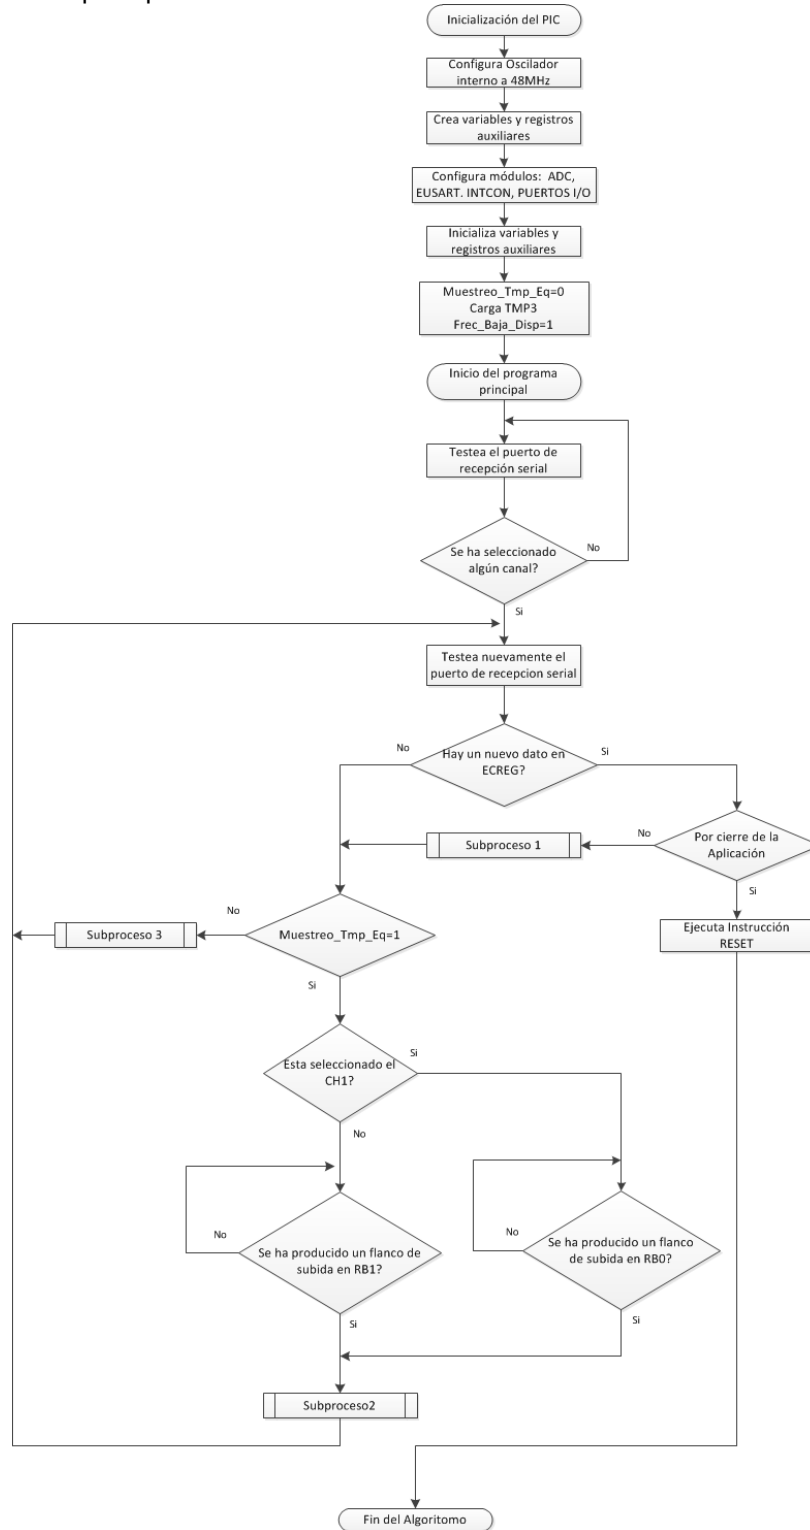 Inicialización del PIC
Configura Oscilador
interno a 48MHz
Crea variables y registros
auxiliares
Configura módulos: ADC,
EUSART. INTCON, PUERTOS I/O
Inicializa variables y
registros auxiliares
Muestreo_Tmp_Eq=0
Carga TMP3
Frec_Baja_Disp=1
Inicio del programa
principal
Testea el puerto de
recepción serial
Se ha seleccionado
algún canal?
No
Si
Testea nuevamente el
puerto de recepcion serial
Hay un nuevo dato en
ECREG?
No
Si
Por cierre de la
Aplicación
No
Si
Subproceso 1
Ejecuta Instrucción
RESET
Muestreo_Tmp_Eq=1
No
Si
Subproceso 3
Esta seleccionado el
CH1?
Si
No
Se ha producido un flanco de
subida en RB1?
No
Si
Se ha producido un flanco
de subida en RB0?
No
Si
Subproceso2
Fin del Algoritomo